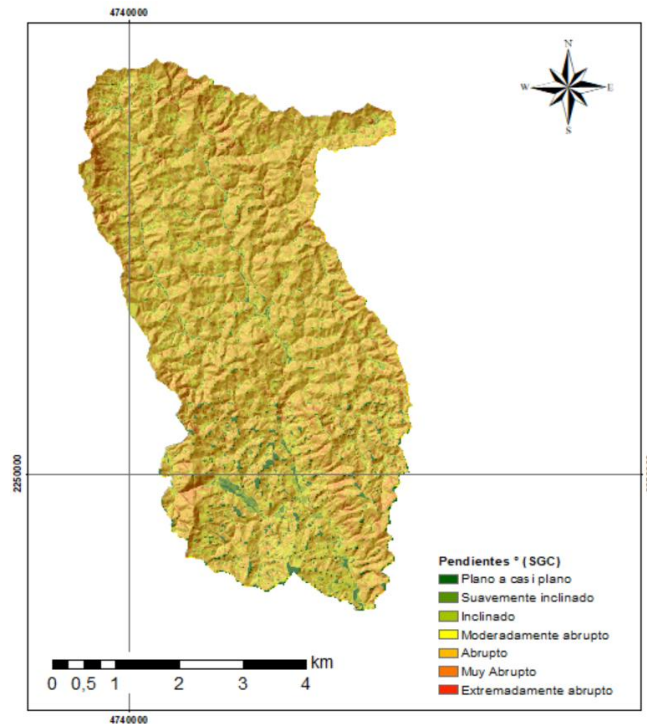 4740000
N
W E
S
2250000
Pendientes ° (SGC)
Plano a casi plano
Suavemente inclinado
Inclinado
Moderadamente abrupto
Abrupto
Muy Abrupto
Extremadamente abrupto
km
0 0,5 1 2 3 4
4740000